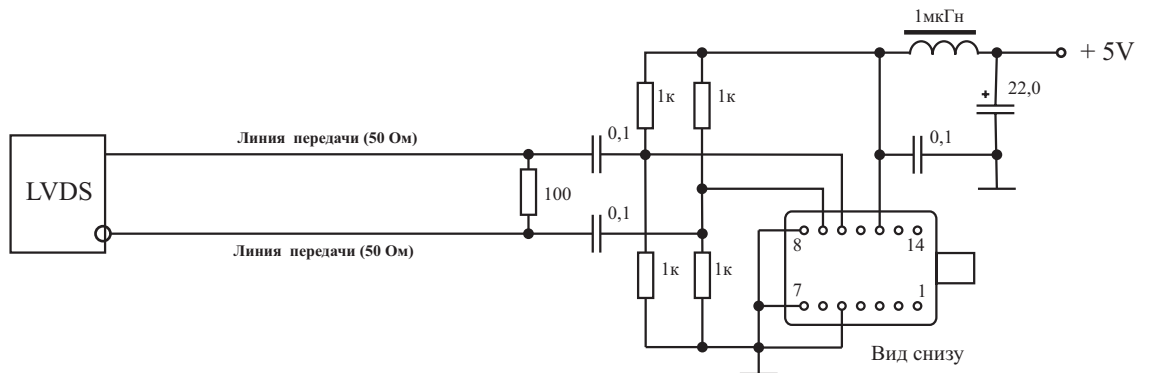 1мкГн
+ 5V
1к
1к
+
22,0
Линия передачи (50 Ом)
0,1
0,1
LVDS
100
0,1
Линия передачи (50 Ом)
8
14
1к
1к
7
1
Вид снизу